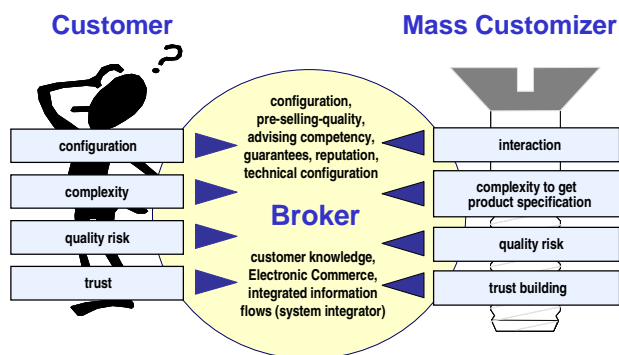 Customer
Mass Customizer
?
configuration,
pre-selling-quality,
advising competency,
guarantees, reputation,
technical configuration
configuration
complexity
quality risk
trust
Broker
customer knowledge,
Electronic Commerce,
integrated information
flows (system integrator)
interaction
complexity to get
product specification
quality risk
trust building